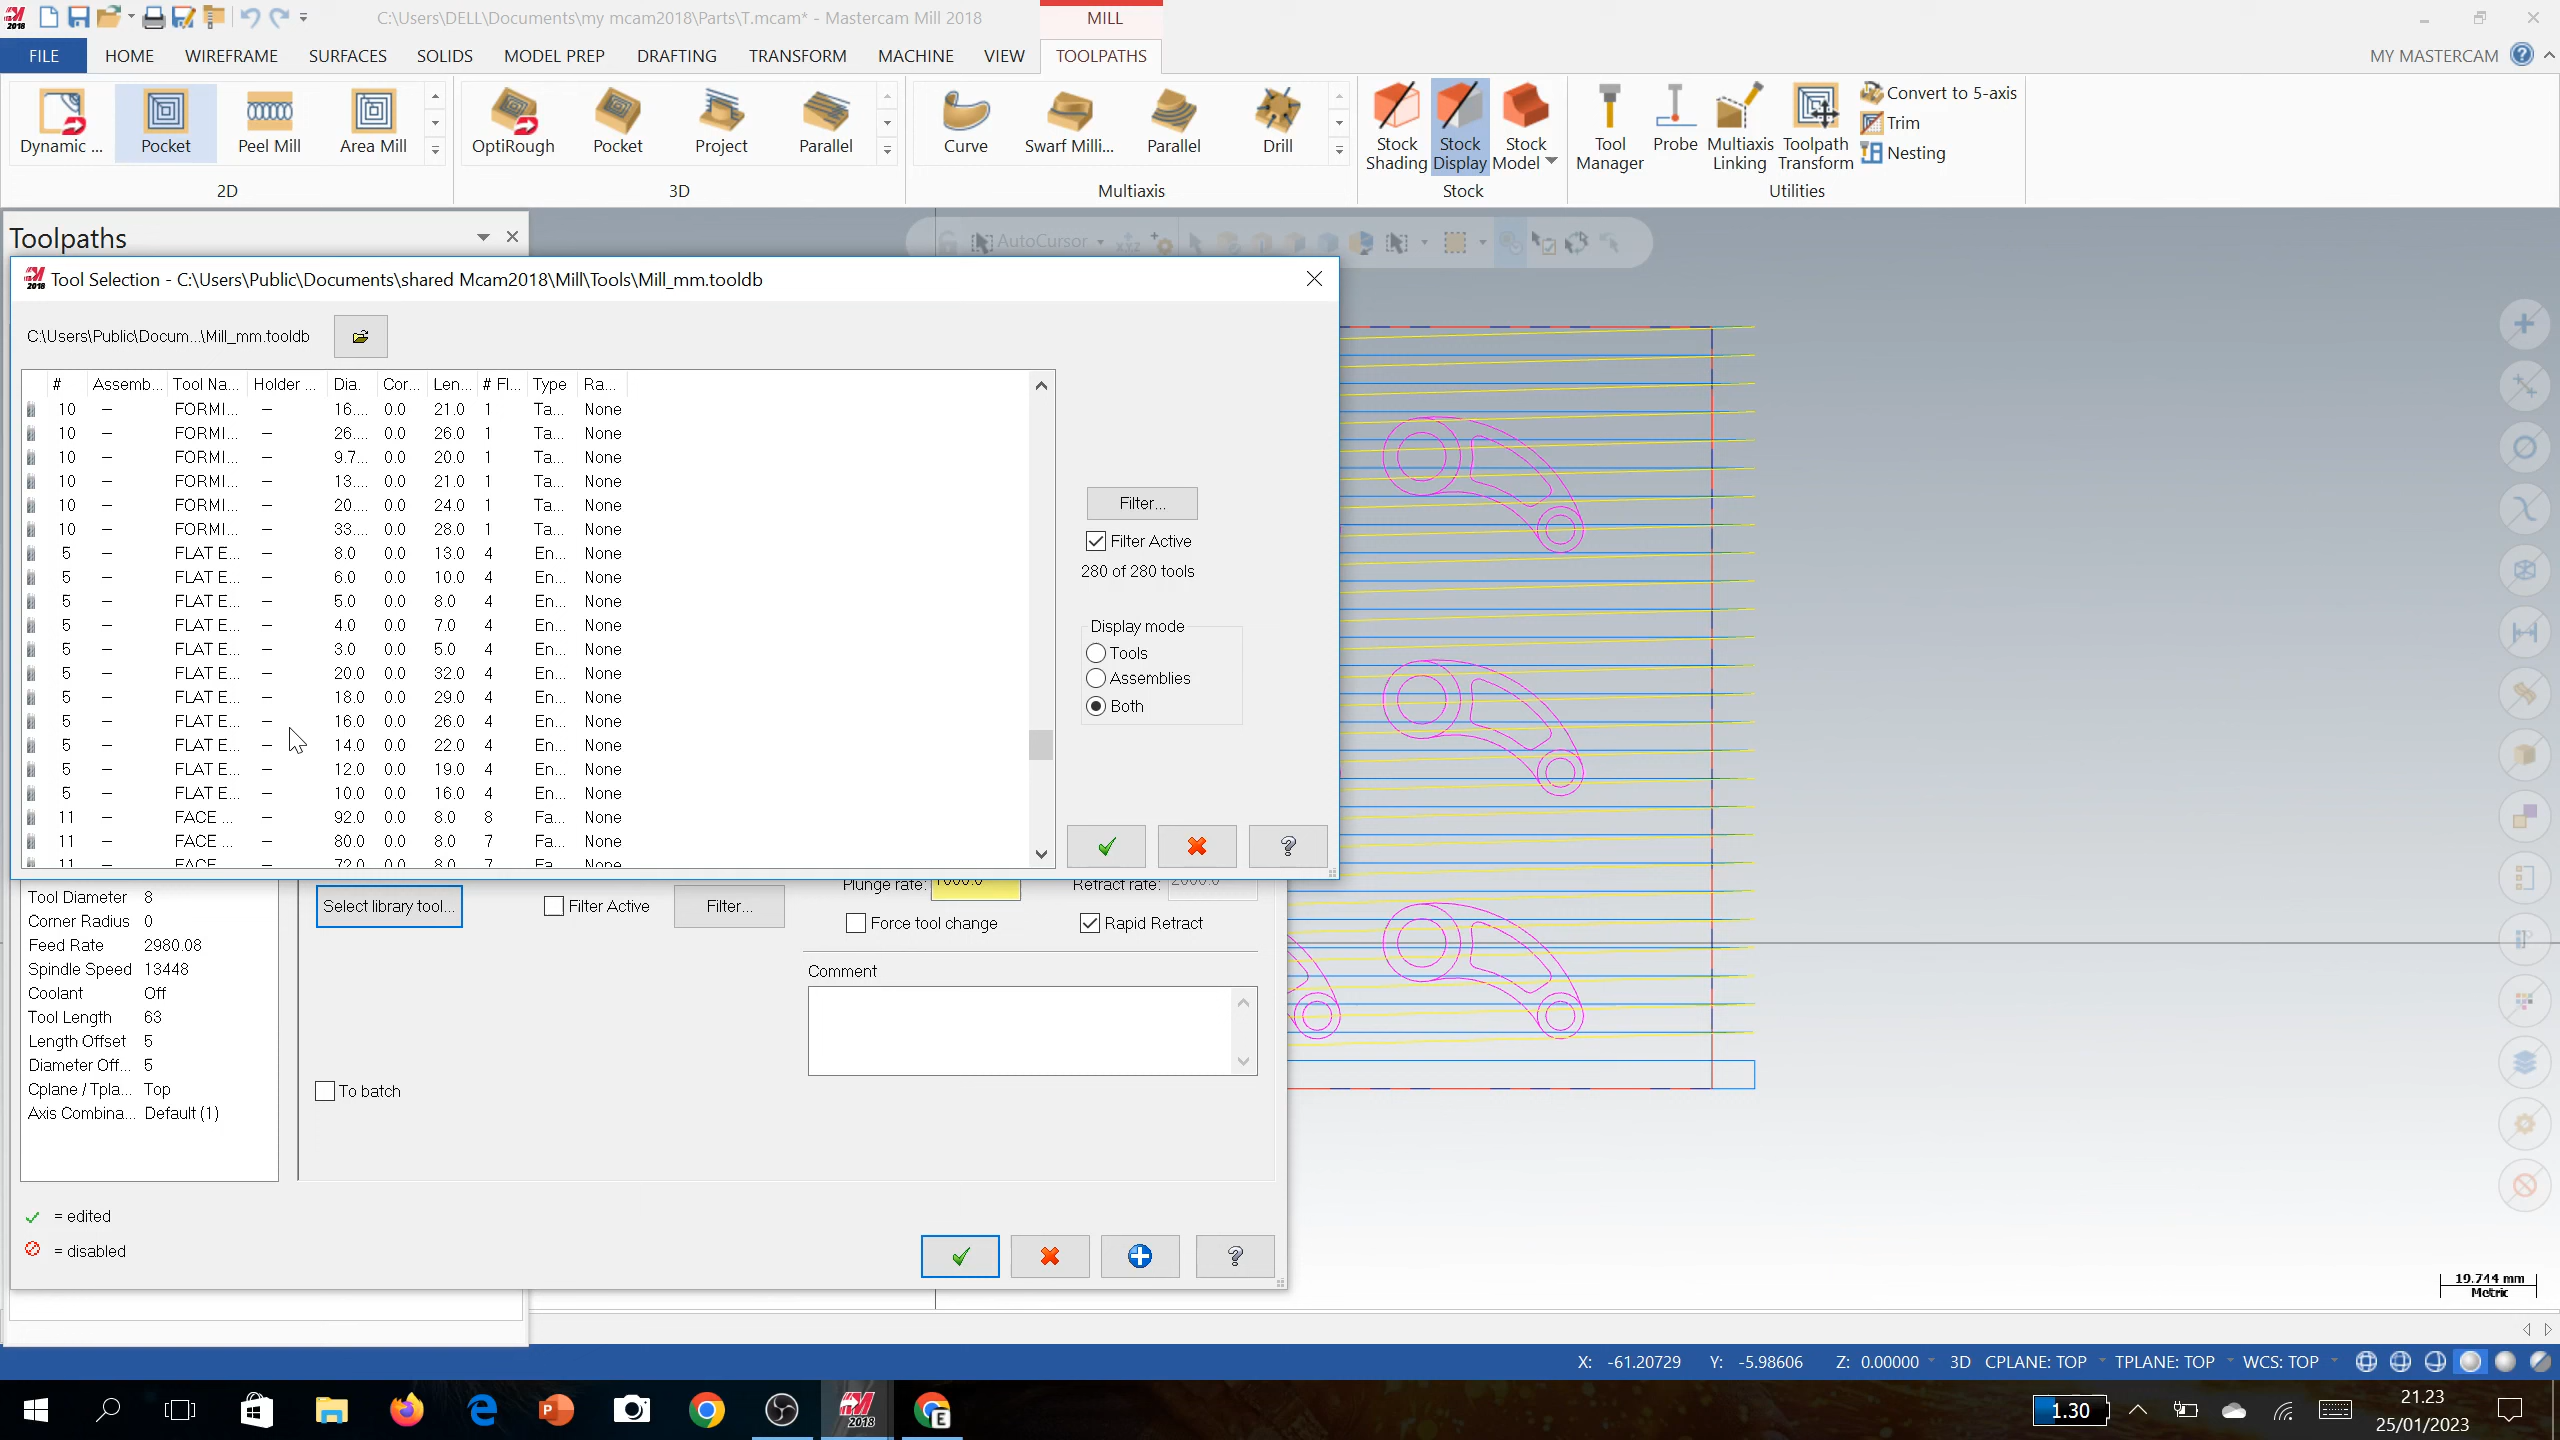 C:\Users\DELL\Documents\my mcam2018\Parts\T.mcam* - Mastercam Mill 2018
MILL
FILE HOME WIREFRAME SURFACES SOLIDS MODEL PREP DRAFTING TRANSFORM MACHINE VIEW TOOLPATHS MY MASTERCAM
Dynamic ... Pocket Peel Mill Area Mill
2D
OptiRough Pocket Project Parallel
3D
Curve Swarf Milli... Parallel Drill
Multiaxis
Stock Shading Stock Display Stock Model
Stock
Tool Manager Probe Multiaxis Linking Toolpath Transform
Convert to 5-axis
Trim
Nesting
Utilities
Toolpaths
AutoCursor
Tool Selection - C:\Users\Public\Documents\shared Mcam2018\Mill\Tools\Mill_mm.tooldb
C:\Users\Public\Docum...\Mill_mm.tooldb
# Assemb... Tool Na... Holder ... Dia. Cor... Len... # Fl... Type Ra...
10 – FORMI... – 16.... 0.0 21.0 1 Ta... None
10 – FORMI... – 26.... 0.0 26.0 1 Ta... None
10 – FORMI... – 9.7... 0.0 20.0 1 Ta... None
10 – FORMI... – 13.... 0.0 21.0 1 Ta... None
10 – FORMI... – 20.... 0.0 24.0 1 Ta... None
10 – FORMI... – 33.... 0.0 28.0 1 Ta... None
5 – FLAT E... – 8.0 0.0 13.0 4 En... None
5 – FLAT E... – 6.0 0.0 10.0 4 En... None
5 – FLAT E... – 5.0 0.0 8.0 4 En... None
5 – FLAT E... – 4.0 0.0 7.0 4 En... None
5 – FLAT E... – 3.0 0.0 5.0 4 En... None
5 – FLAT E... – 20.0 0.0 32.0 4 En... None
5 – FLAT E... – 18.0 0.0 29.0 4 En... None
5 – FLAT E... – 16.0 0.0 26.0 4 En... None
5 – FLAT E... – 14.0 0.0 22.0 4 En... None
5 – FLAT E... – 12.0 0.0 19.0 4 En... None
5 – FLAT E... – 10.0 0.0 16.0 4 En... None
11 – FACE ... – 92.0 0.0 8.0 8 Fa... None
11 – FACE ... – 80.0 0.0 8.0 7 Fa... None
11 – FACE ... – 72.0 0.0 8.0 7 Fa... None
Filter...
Filter Active
280 of 280 tools
Display mode
Tools
Assemblies
Both
Tool Diameter 8
Corner Radius 0
Feed Rate 2980.08
Spindle Speed 13448
Coolant Off
Tool Length 63
Length Offset 5
Diameter Off... 5
Cplane / Tpla... Top
Axis Combina... Default (1)
Select library tool...
Filter Active
Filter...
Plunge rate: 1000.0 Retract rate: 2000.0
Force tool change Rapid Retract
Comment
To batch
= edited
= disabled
19.744 mm
Metric
X: -61.20729 Y: -5.98606 Z: 0.00000 3D CPLANE: TOP TPLANE: TOP WCS: TOP
1.30
21.23
25/01/2023